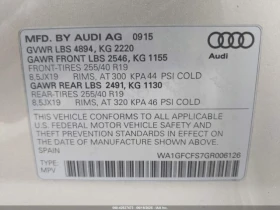 MFD. BY AUDI AG 09/15
GVWR LBS 4894, KG 2220
GAWR FRONT LBS 2546, KG 1155
FRONT-TIRES 255/40 R19
8.5JX19 RIMS, AT 300 KPA 44 PSI COLD
GAWR REAR LBS 2491, KG 1130
REAR-TIRES 255/40 R19
8.5JX19 RIMS, AT 320 KPA 46 PSI COLD
Audi
THIS VEHICLE CONFORMS TO ALL APPLICABLE
U.S. FEDERAL MOTOR VEHICLE SAFETY, BUMPER,
AND THEFT PREVENTION STANDARDS IN EFFECT
ON THE DATE OF MANUFACTURE SHOWN ABOVE.
SPAIN
TYPE: WA1GFCFS7GR006126
MPV